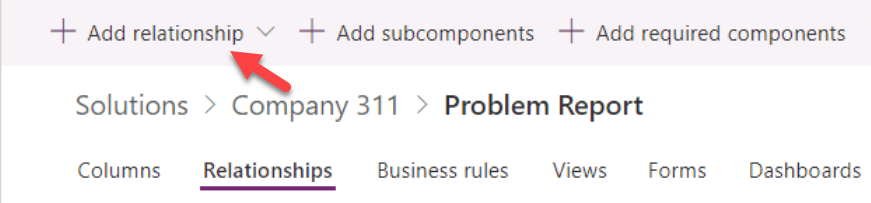 Add relationship Add subcomponents Add required components
Solutions > Company 311 > Problem Report
Columns Relationships Business rules Views Forms Dashboards